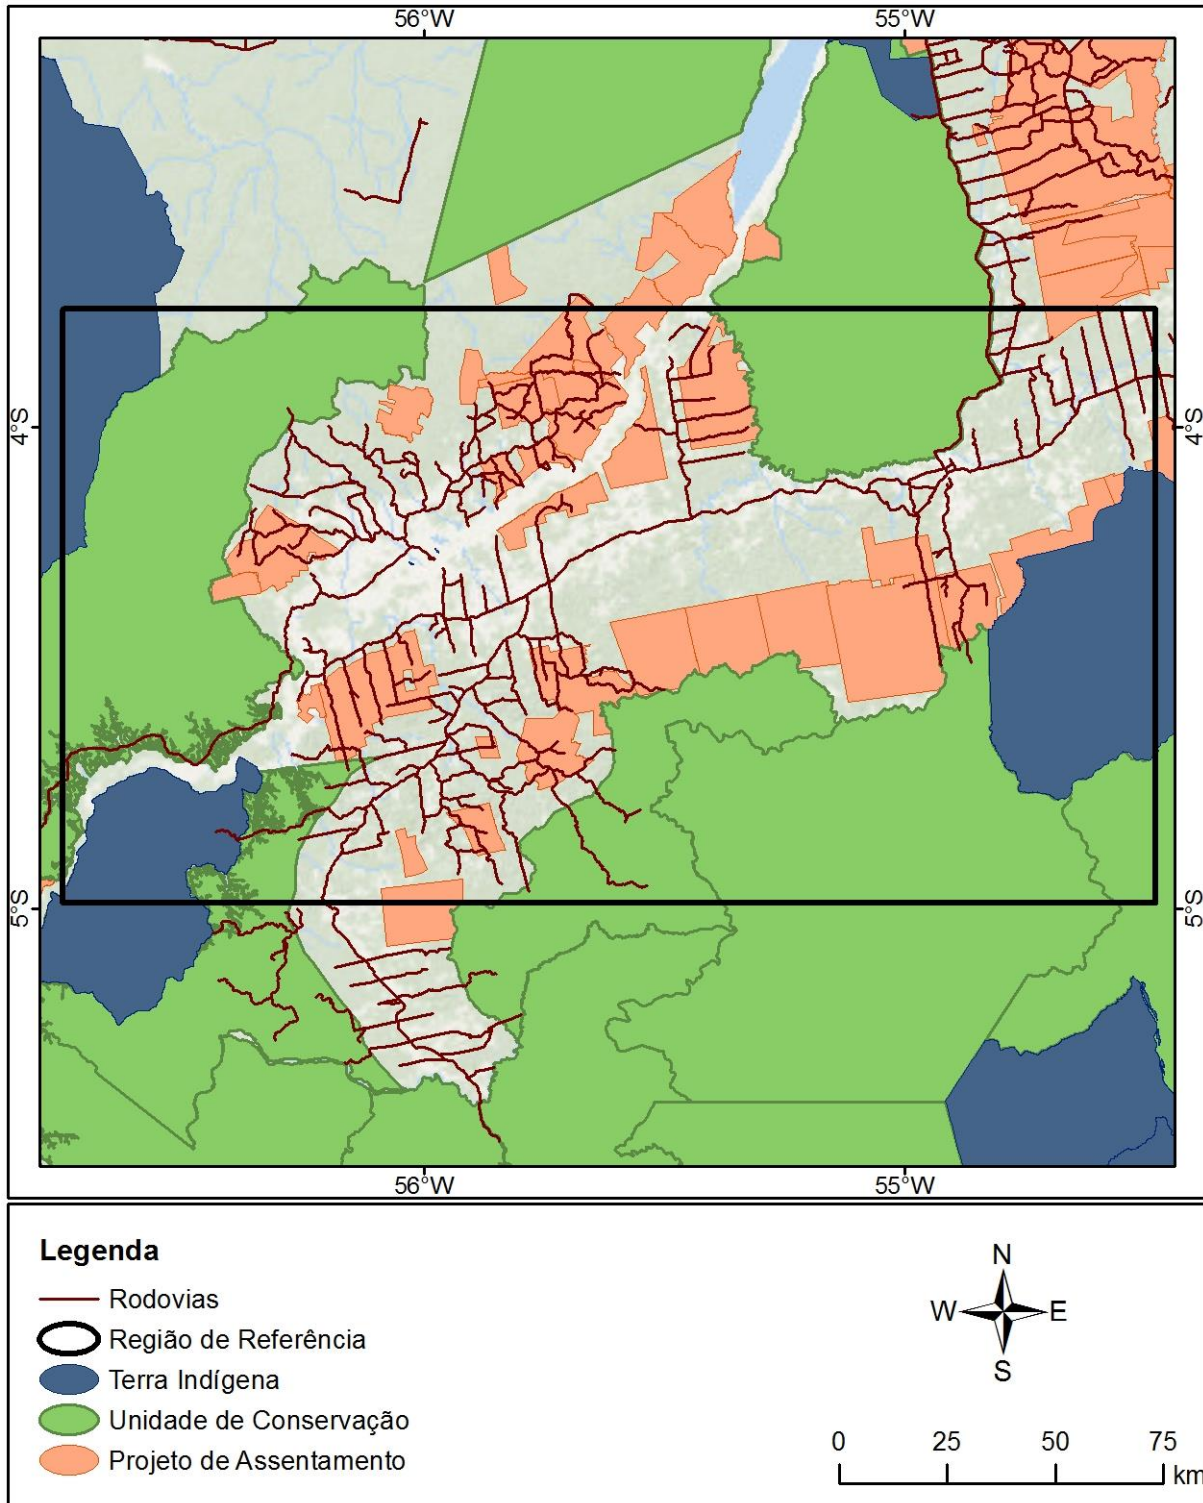 56°W 55°W
4°S 4°S
5°S 5°S
56°W 55°W
Legenda
Rodovias
Região de Referência
Terra Indígena
Unidade de Conservação
Projeto de Assentamento
N
W E
S
0 25 50 75
km